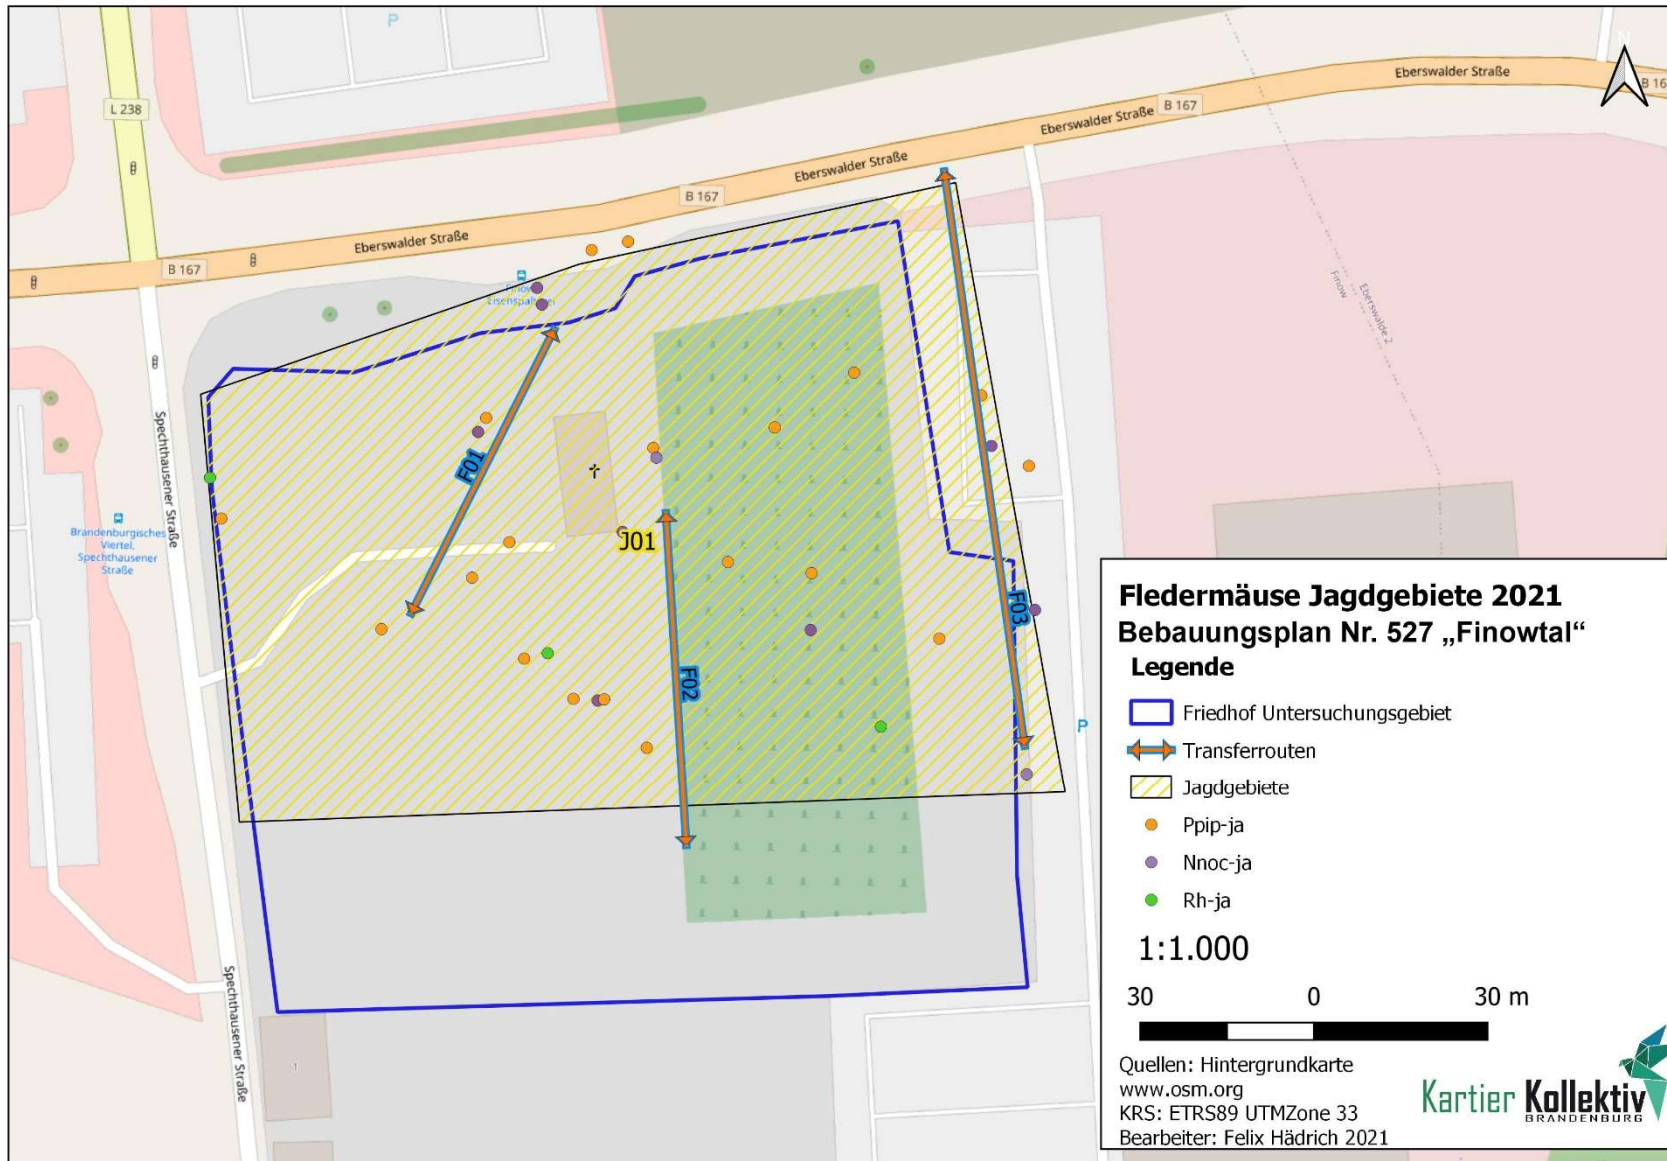 P
N
L 238
Eberswalder Straße
B 167
Eberswalder Straße
B 16
Eberswalder Straße
B 167
Eberswalder Straße
B 167
Finow
Eberswalde 2
Spechthausener Straße
F01
J01
Brandenburgisches
Viertel,
Spechthausener
Straße
F02
F03
P
Spechthausener Straße
Fledermäuse Jagdgebiete 2021
Bebauungsplan Nr. 527 „Finowtal“
Legende
Friedhof Untersuchungsgebiet
Transferrouten
Jagdgebiete
Ppip-ja
Nnoc-ja
Rh-ja
1:1.000
30 0 30 m
Quellen: Hintergrundkarte
www.osm.org
KRS: ETRS89 UTMZone 33
Bearbeiter: Felix Hädrich 2021
Kartier Kollektiv
BRANDENBURG